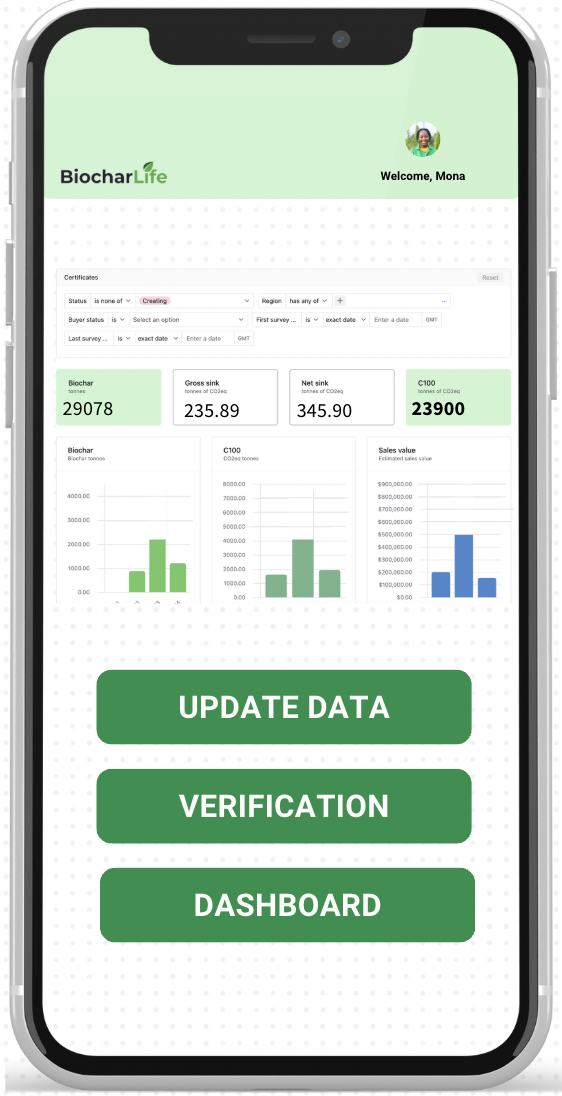 BiocharLife
Welcome, Mona
Certificates
Reset
Status is none of Creating Region has any of + ...
Buyer status is Select an option First survey ... is exact date Enter a date GMT
Last survey ... is exact date Enter a date GMT
Biochar
tonnes
29078
Gross sink
tonnes of CO2eq
235.89
Net sink
tonnes of CO2eq
345.90
C100
tonnes of CO2eq
23900
Biochar
Biochar tonnes
4000.00
3000.00
2000.00
1000.00
0.00
C100
CO2eq tonnes
8000.00
7000.00
6000.00
5000.00
4000.00
3000.00
2000.00
1000.00
0.00
Sales value
Estimated sales value
$900,000.00
$800,000.00
$700,000.00
$600,000.00
$500,000.00
$400,000.00
$300,000.00
$200,000.00
$100,000.00
$0.00
UPDATE DATA
VERIFICATION
DASHBOARD